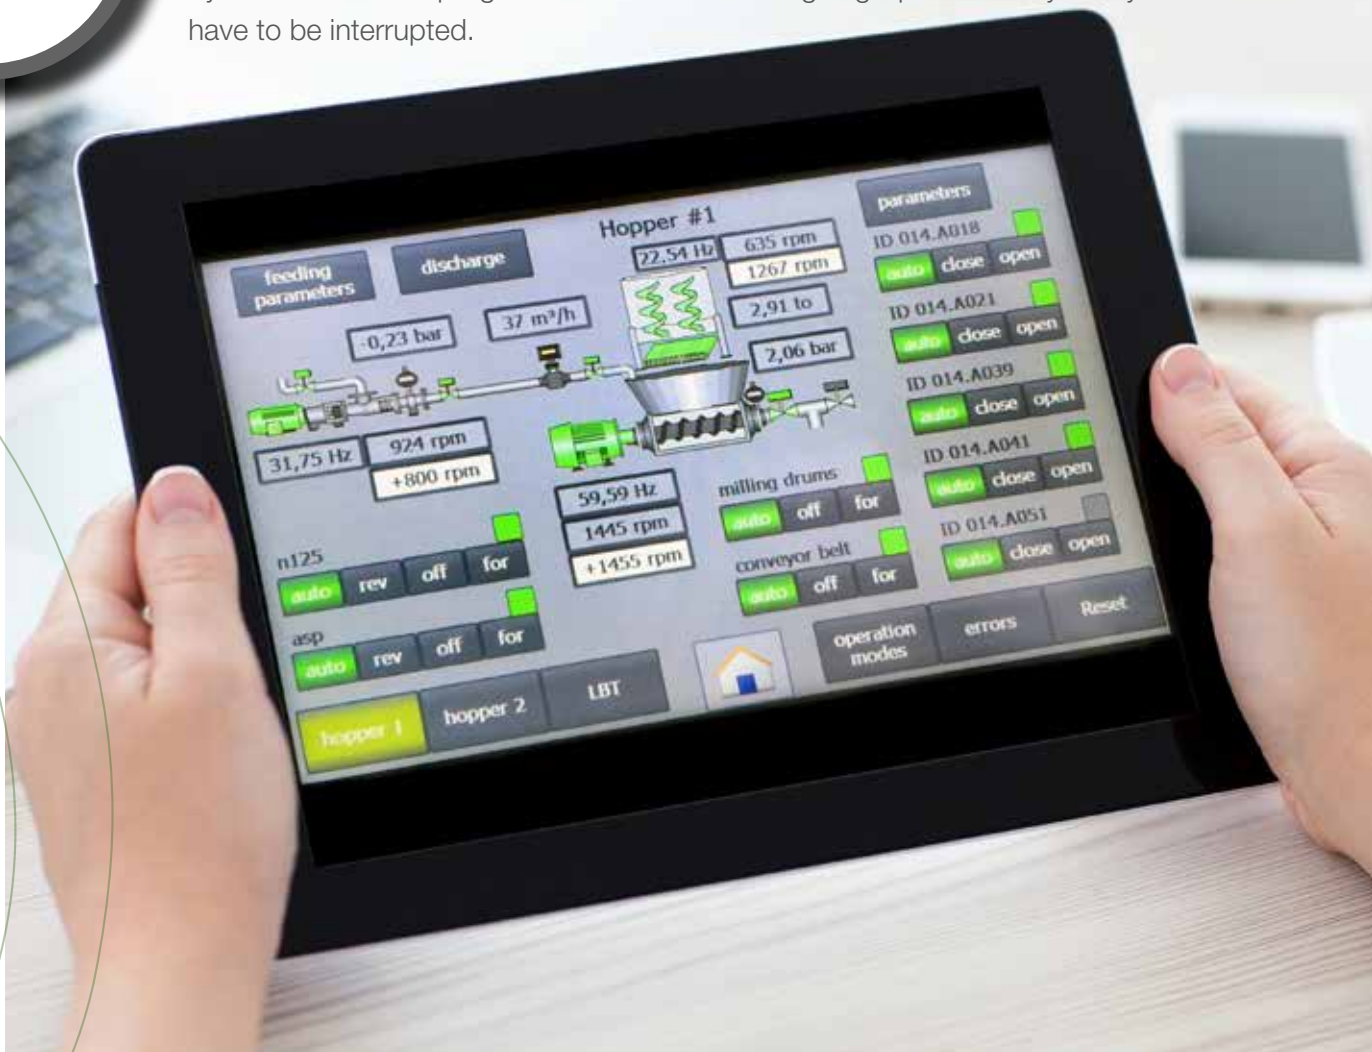 have to be interrupted.
Hopper #1
parameters
feeding
parameters
discharge
22,54 Hz
635 rpm
1267 rpm
ID 014.A018
auto close open
-0,23 bar
37 m³/h
2,91 to
ID 014.A021
auto close open
2,06 bar
ID 014.A039
auto close open
31,75 Hz
924 rpm
+800 rpm
59,59 Hz
1445 rpm
+1455 rpm
milling drums
auto off for
ID 014.A041
auto close open
n125
auto rev off for
conveyor belt
auto off for
ID 014.A051
auto close open
asp
auto rev off for
operation
modes
errors
Reset
hopper 1
hopper 2
LBT